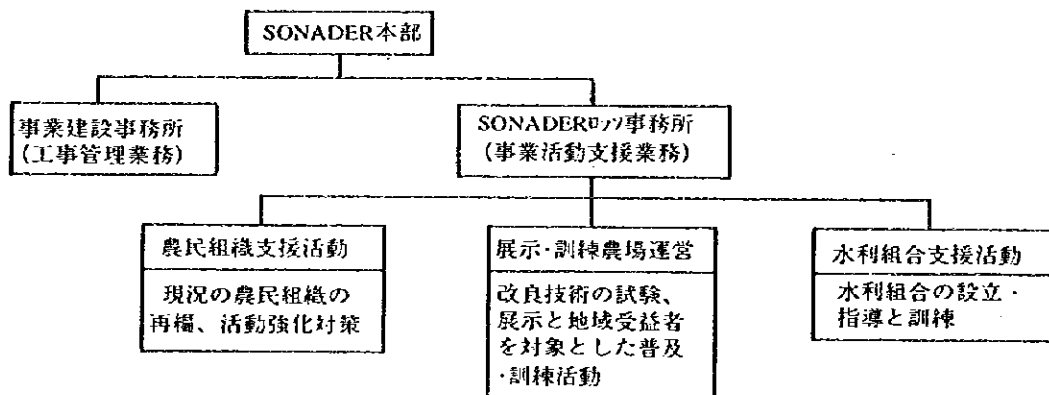 SONADER本部
事業建設事務所
(工事管理業務)
SONADERロッソ事務所
(事業活動支援業務)
農民組織支援活動
現況の農民組織の
再編、活動強化対策
展示・訓練農場運営
改良技術の試験、
展示と地域受益者
を対象とした普及
・訓練活動
水利組合支援活動
水利組合の設立・
指導と訓練